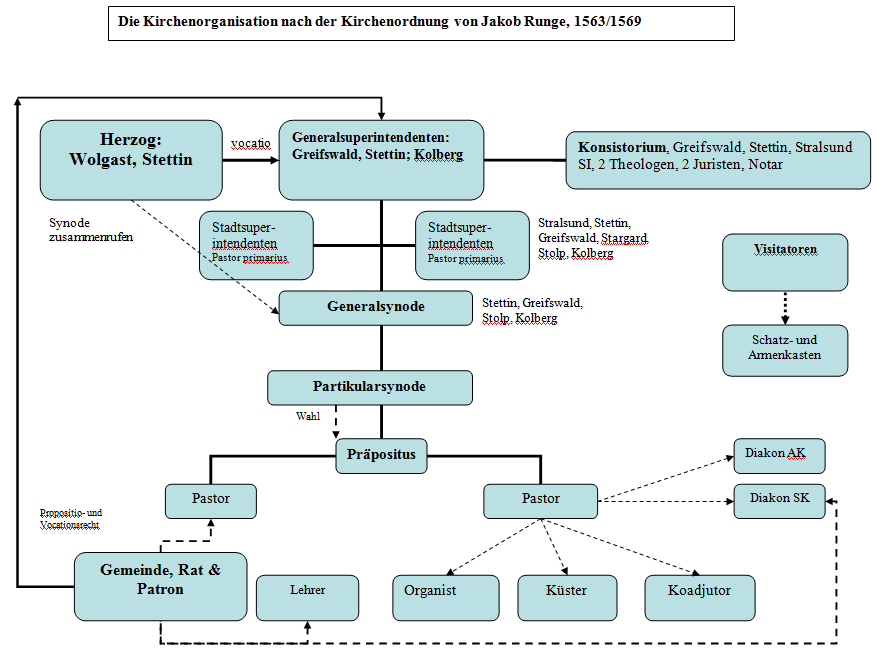 Die Kirchenorganisation nach der Kirchenordnung von Jakob Runge, 1563/1569
Herzog:
Wolgast, Stettin
vocatio
Generalsuperintendenten:
Greifswald, Stettin; Kolberg
Konsistorium, Greifswald, Stettin, Stralsund
SI, 2 Theologen, 2 Juristen, Notar
Synode
zusammenrufen
Stadtsuper-
intendenten
Pastor primarius
Stadtsuper-
intendenten
Pastor primarius
Stralsund, Stettin,
Greifswald, Stargard,
Stolp, Kolberg
Visitatoren
Generalsynode
Stettin, Greifswald,
Stolp, Kolberg
Schatz- und
Armenkasten
Partikularsynode
Wahl
Präpositus
Diakon AK
Pastor
Pastor
Diakon SK
Propositio- und
Vocationsrecht
Gemeinde, Rat &
Patron
Lehrer
Organist
Küster
Koadjutor